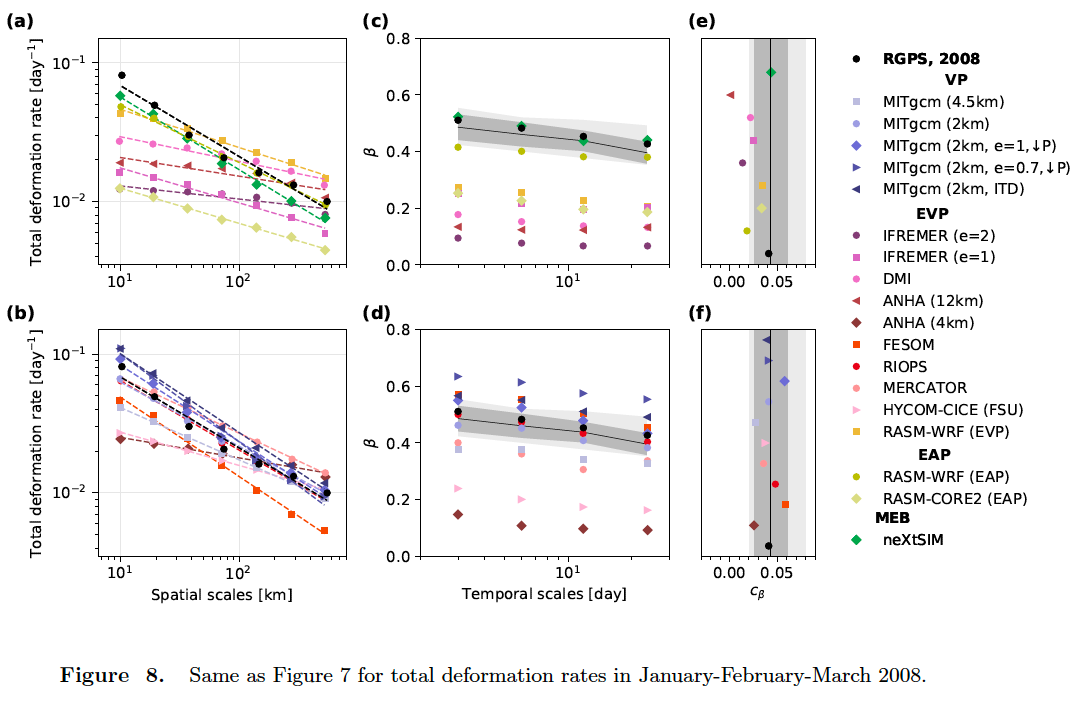 (a)
(c)
(e)
Total deformation rate [day⁻¹]
10⁻¹
10⁻²
10¹
10²
β
0.8
0.6
0.4
0.2
0.0
10¹
0.00
0.05
RGPS, 2008
VP
MITgcm (4.5km)
MITgcm (2km)
MITgcm (2km, e=1,↓P)
MITgcm (2km, e=0.7,↓P)
MITgcm (2km, ITD)
EVP
IFREMER (e=2)
IFREMER (e=1)
DMI
ANHA (12km)
ANHA (4km)
FESOM
RIOPS
MERCATOR
HYCOM-CICE (FSU)
RASM-WRF (EVP)
EAP
RASM-WRF (EAP)
RASM-CORE2 (EAP)
MEB
neXtSIM
(b)
(d)
(f)
Total deformation rate [day⁻¹]
10⁻¹
10⁻²
10¹
10²
Spatial scales [km]
β
0.8
0.6
0.4
0.2
0.0
10¹
Temporal scales [day]
0.00
0.05
cᵦ
Figure 8. Same as Figure 7 for total deformation rates in January-February-March 2008.